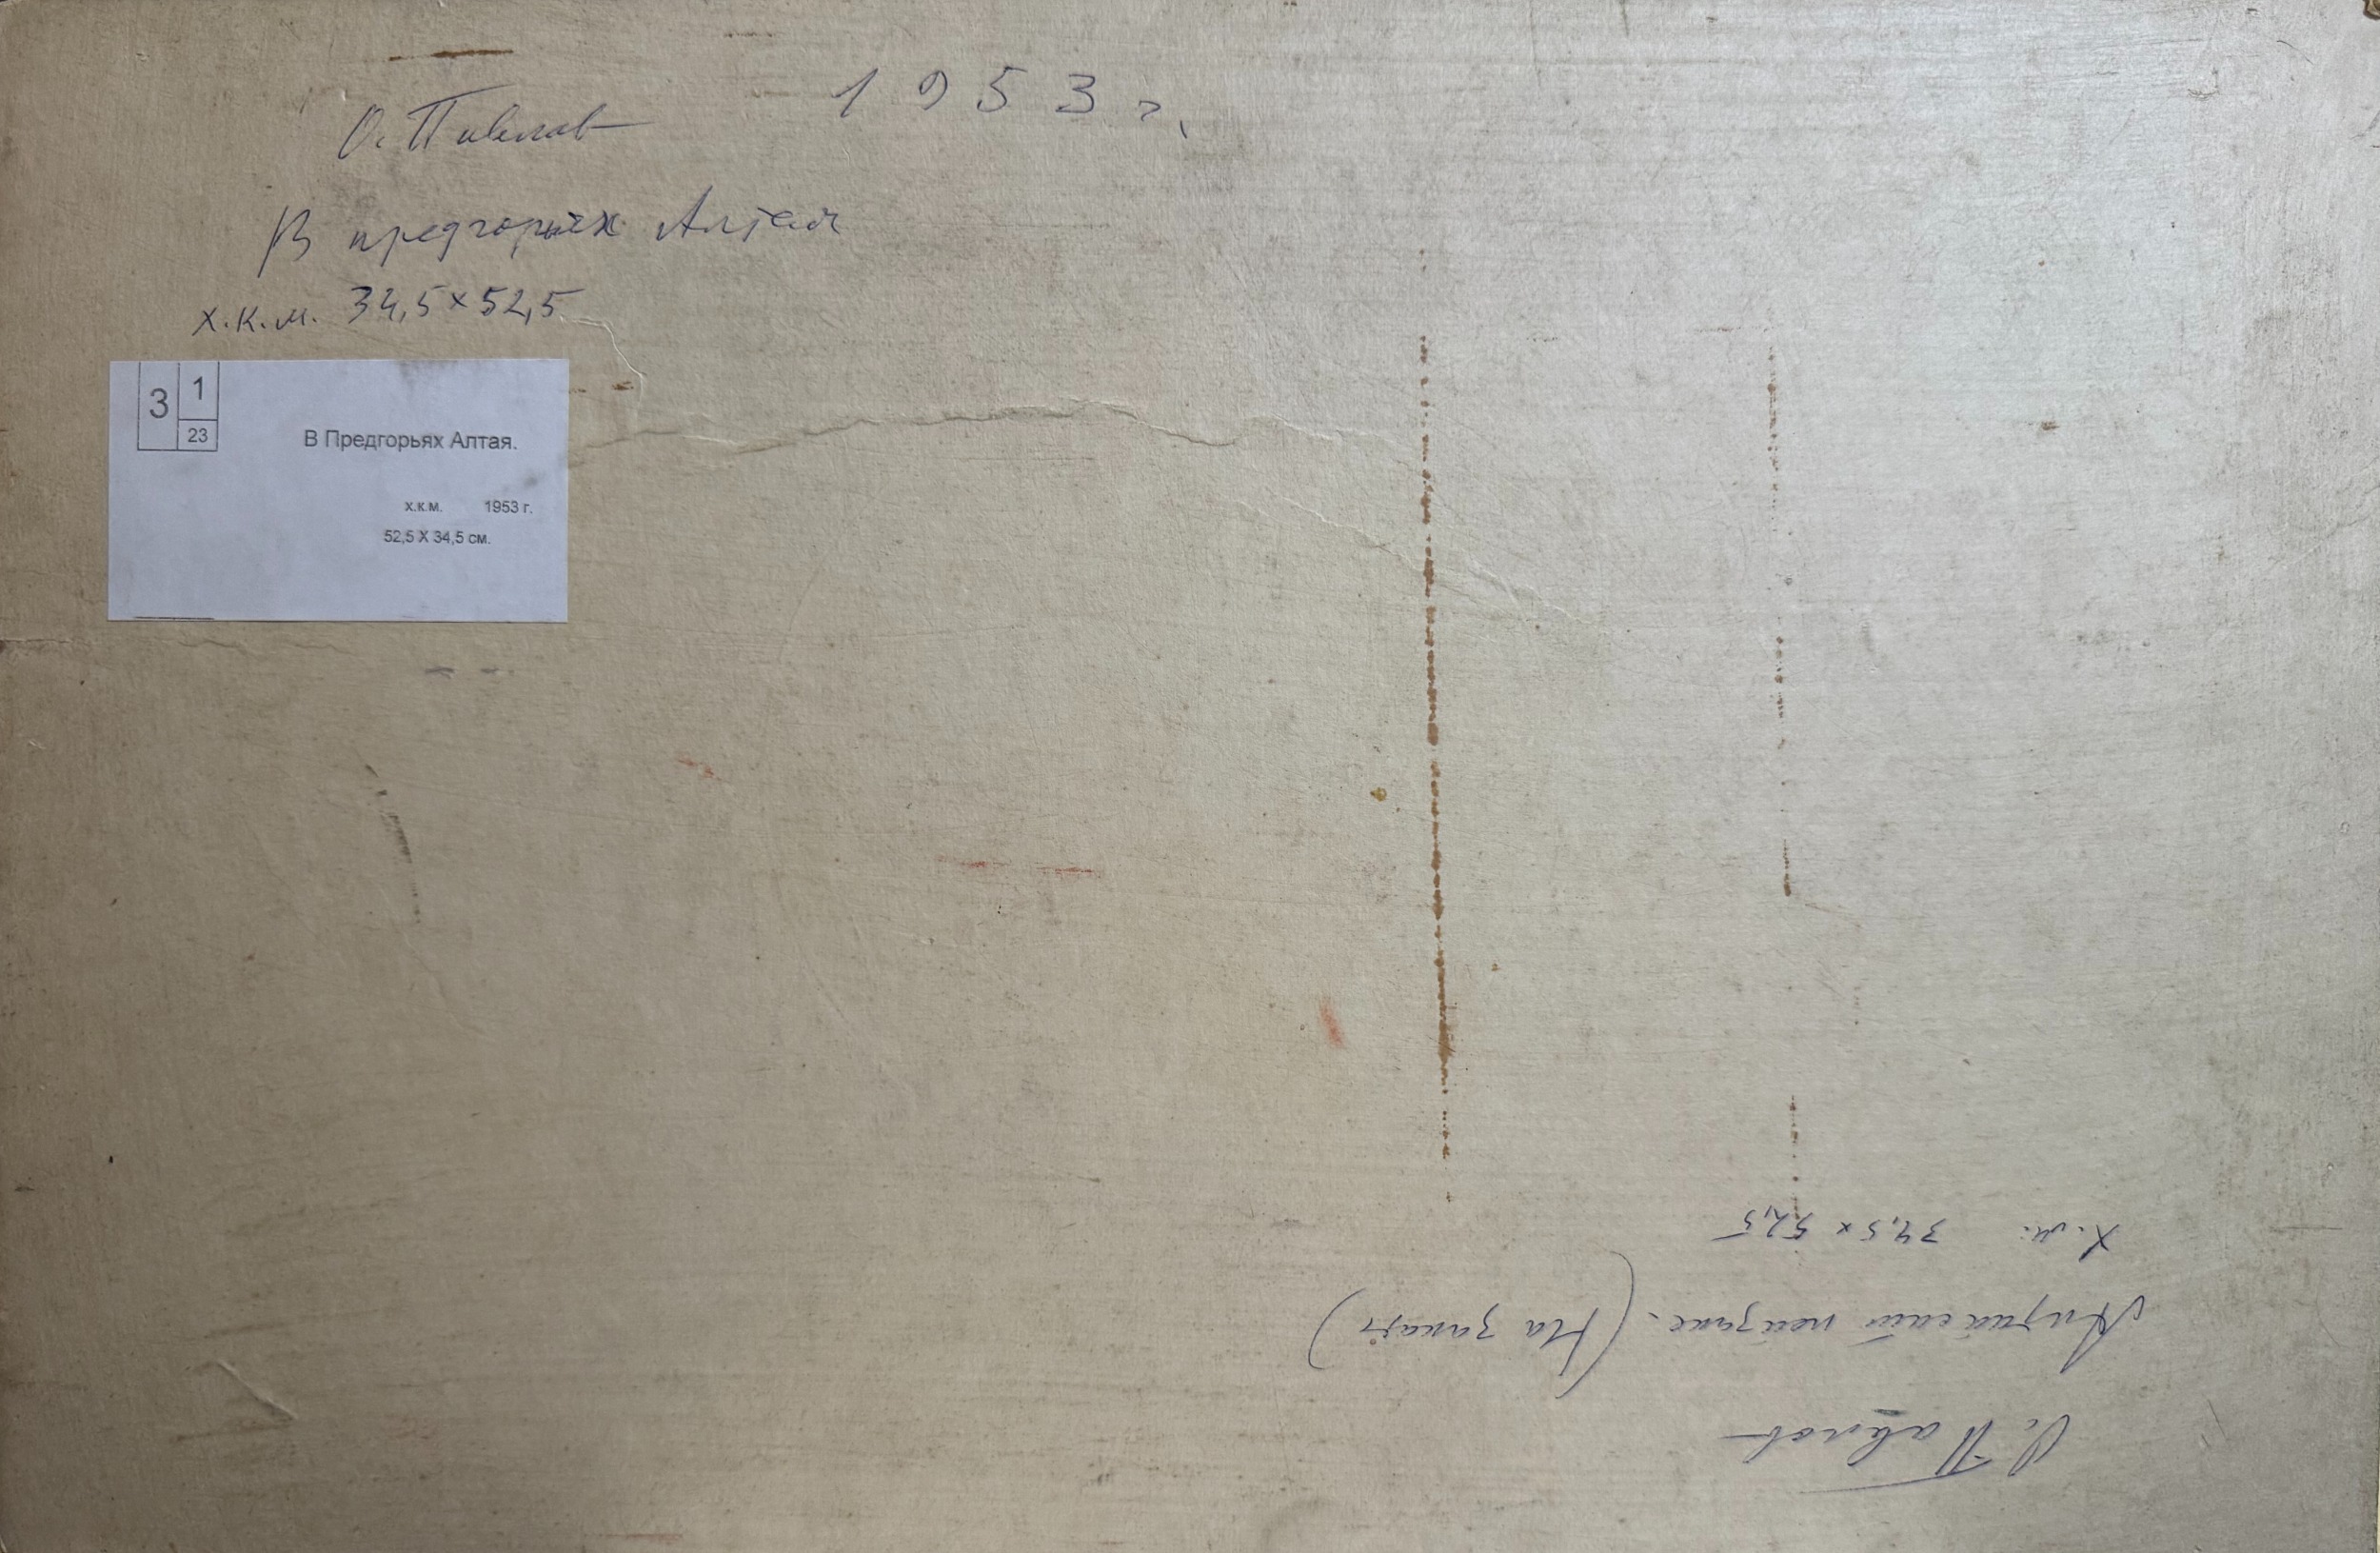 1953 г.
О. Павлов
В предгорьях Алтая
х.к.м. 34,5 x 52,5
3 1
23
В Предгорьях Алтая.
х.к.м. 1953 г.
52,5 X 34,5 см.
О. Павлов
Алтайский пейзаж. (На закате)
Х.м. 34,5 x 52,5